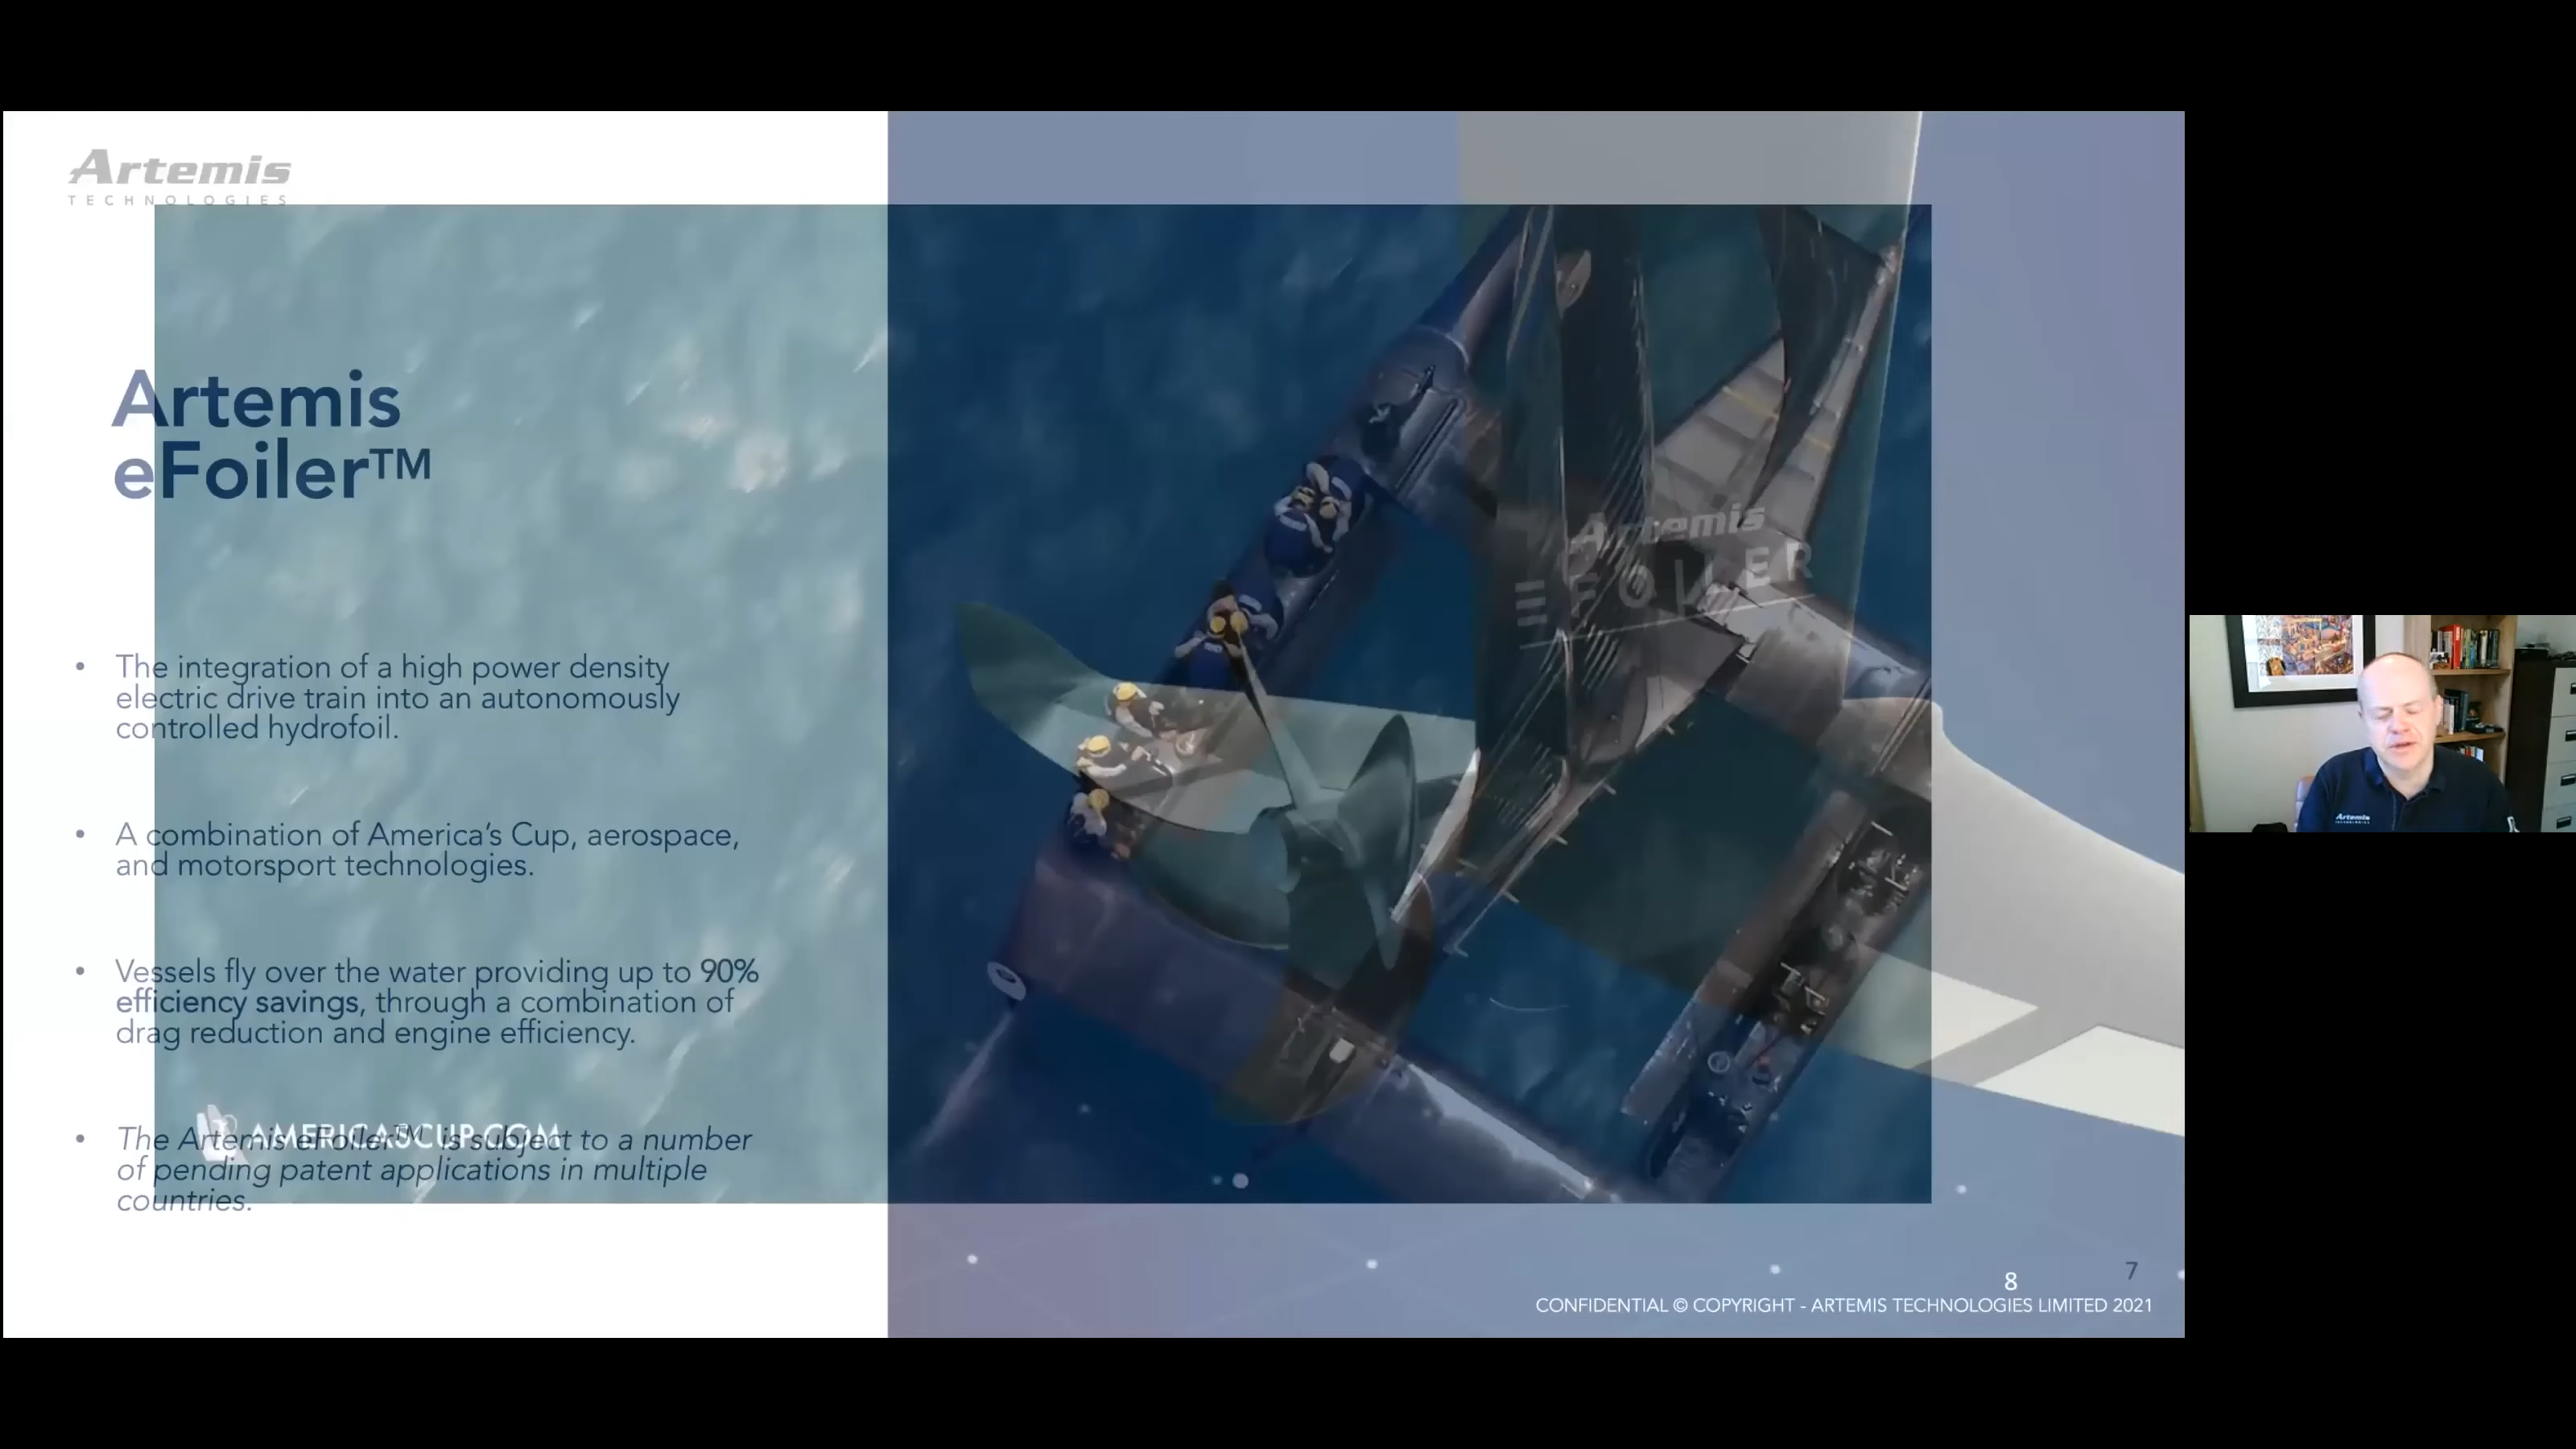 Artemis
TECHNOLOGIES
Artemis
eFoiler™
• The integration of a high power density
electric drive train into an autonomously
controlled hydrofoil.
• A combination of America's Cup, aerospace,
and motorsport technologies.
• Vessels fly over the water providing up to 90%
efficiency savings, through a combination of
drag reduction and engine efficiency.
• The Artemis eFoiler™ is subject to a number
of pending patent applications in multiple
countries.
AMERICASCUP.COM
Artemis
EFOILER
8
7
CONFIDENTIAL © COPYRIGHT - ARTEMIS TECHNOLOGIES LIMITED 2021
Artemis
TECHNOLOGIES